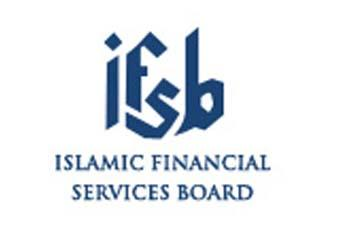 ifsb
ISLAMIC FINANCIAL
SERVICES BOARD